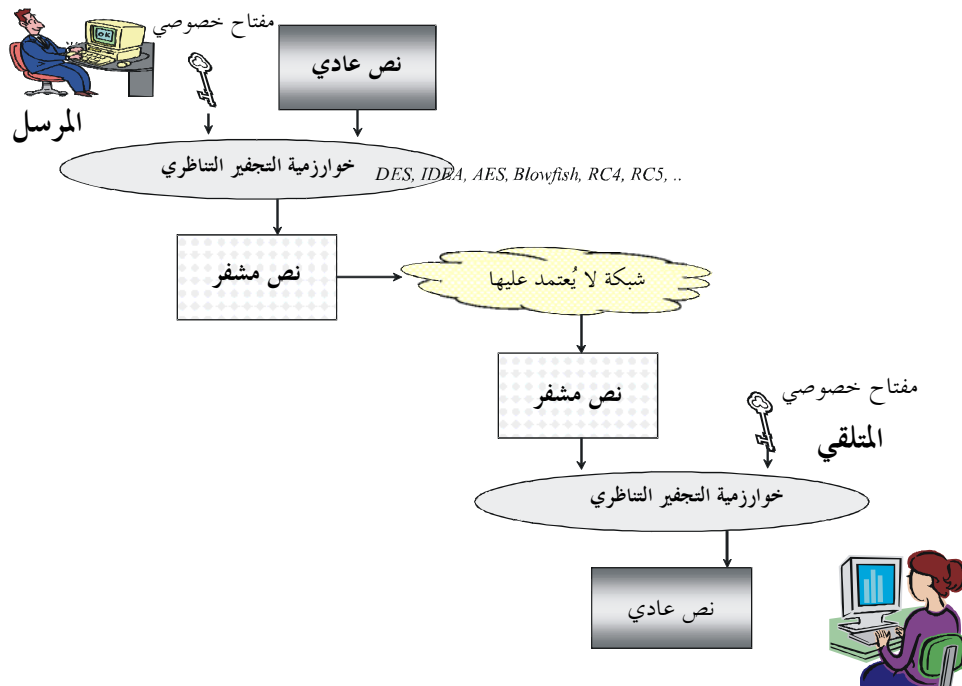 مفتاح خصوصي
نص عادي
OK
المرسل
خوارزمية التجفير التناظري
DES, IDEA, AES, Blowfish, RC4, RC5, ..
نص مشفر
شبكة لا يُعتمد عليها
نص مشفر
مفتاح خصوصي
المتلقي
خوارزمية التجفير التناظري
نص عادي